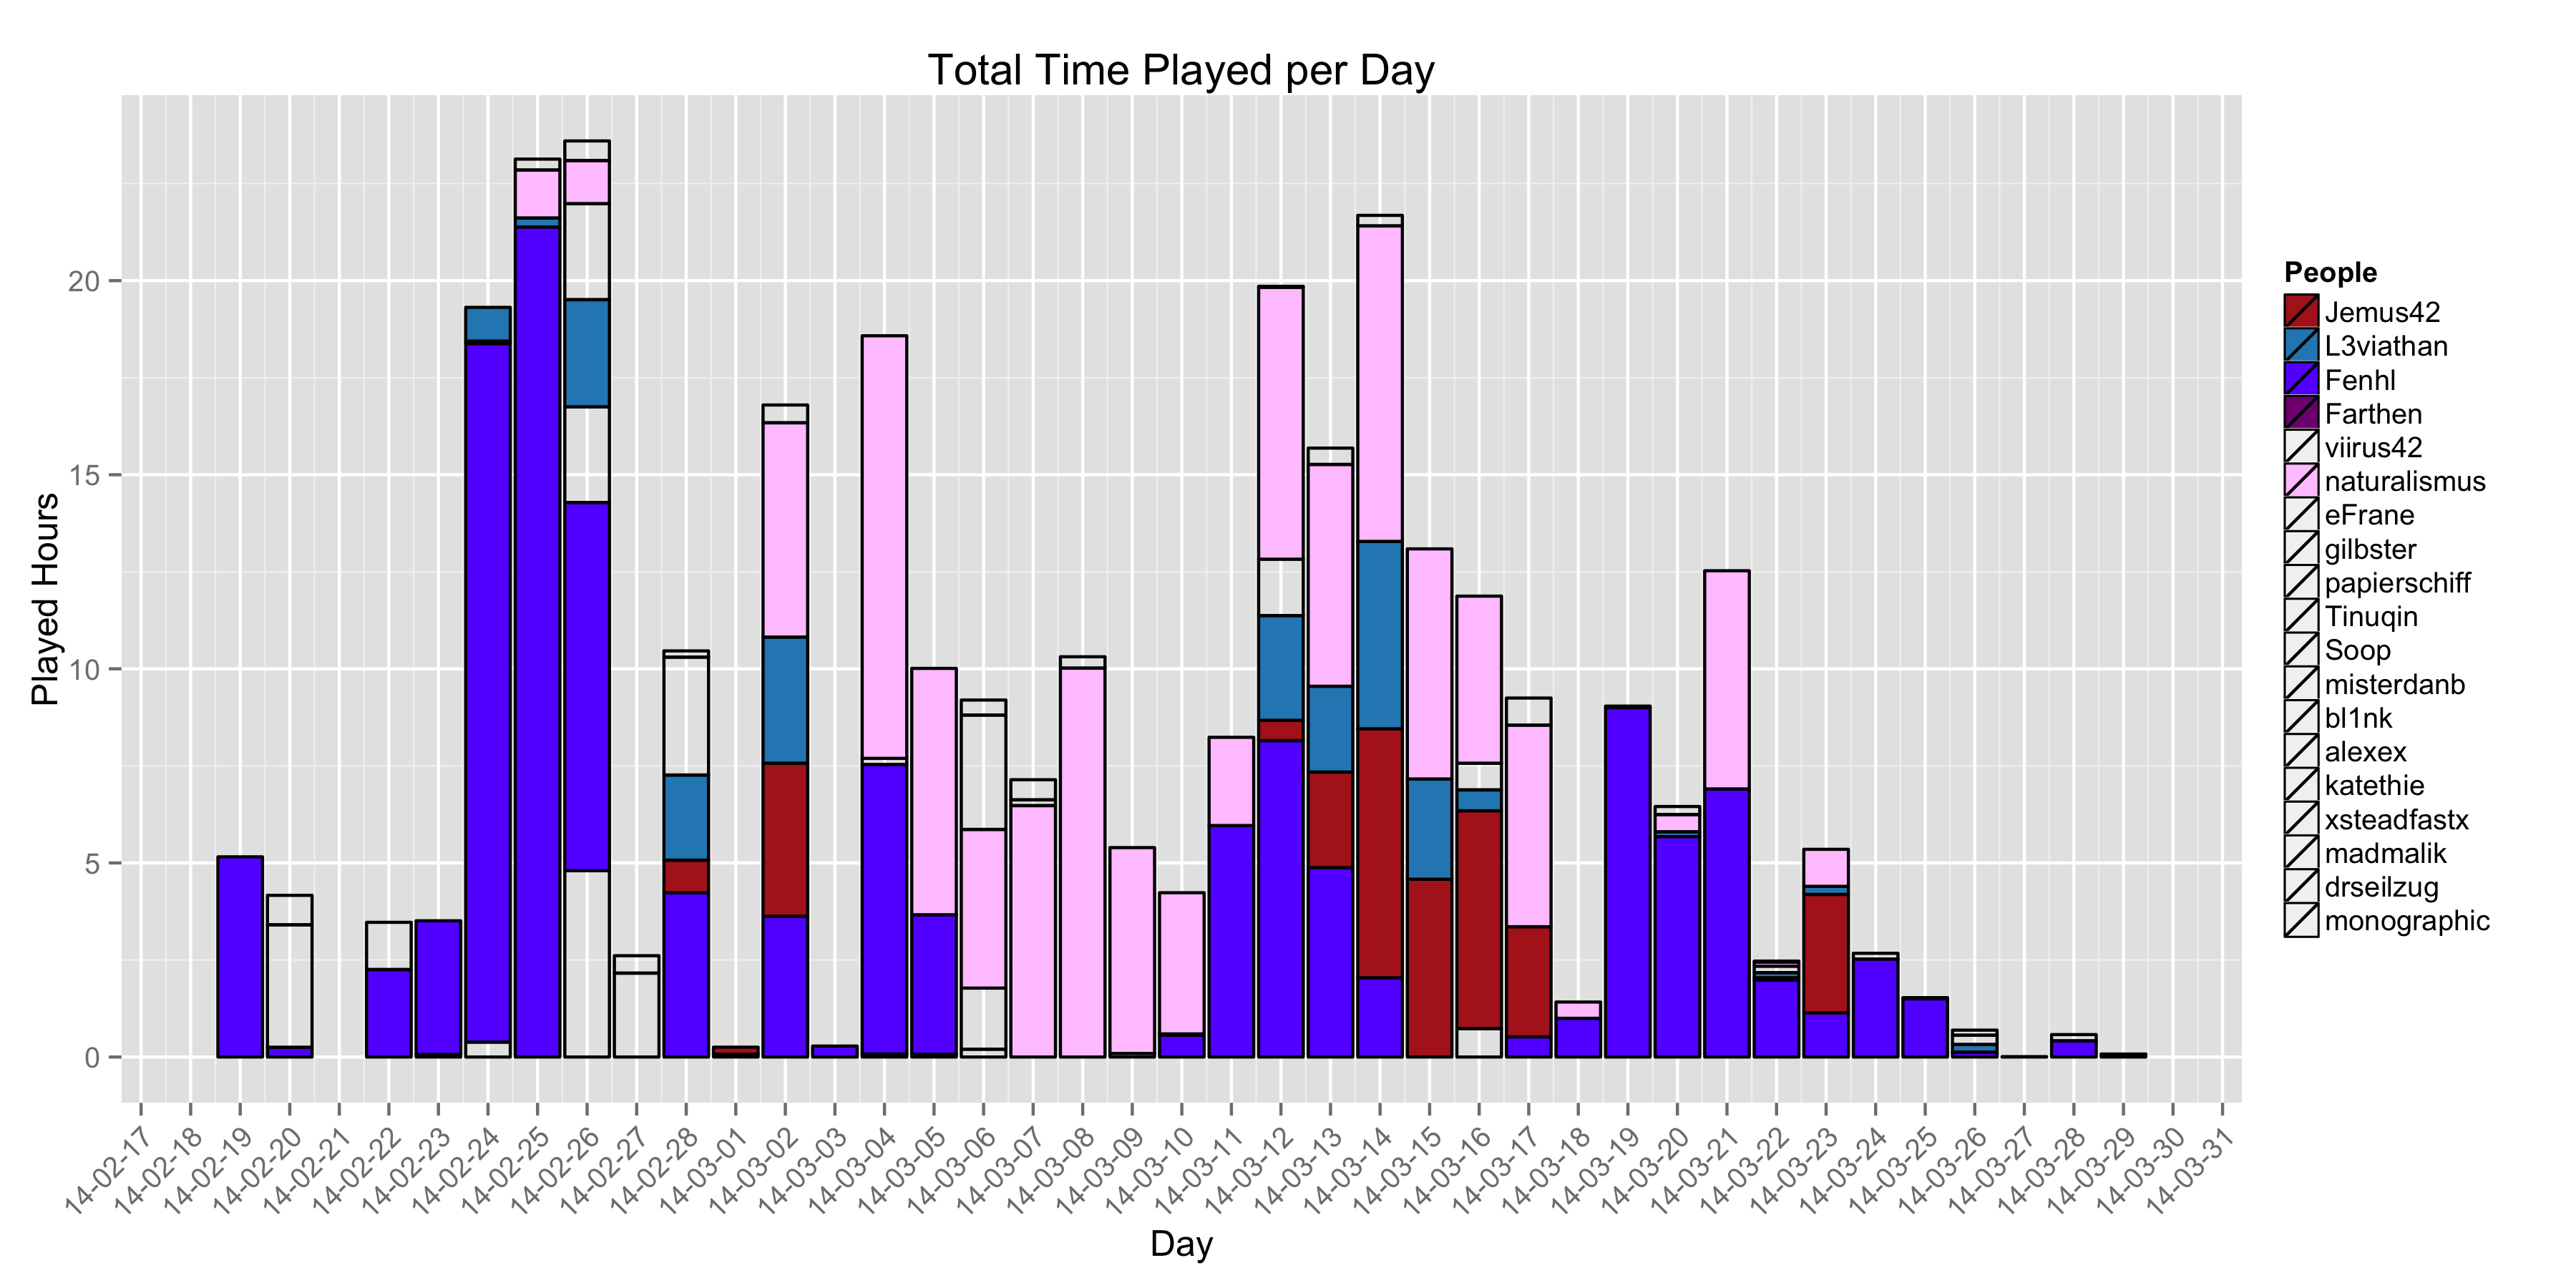 Total Time Played per Day
Played Hours
20
15
10
5
0
14-02-17
14-02-18
14-02-19
14-02-20
14-02-21
14-02-22
14-02-23
14-02-24
14-02-25
14-02-26
14-02-27
14-02-28
14-03-01
14-03-02
14-03-03
14-03-04
14-03-05
14-03-06
14-03-07
14-03-08
14-03-09
14-03-10
14-03-11
14-03-12
14-03-13
14-03-14
14-03-15
14-03-16
14-03-17
14-03-18
14-03-19
14-03-20
14-03-21
14-03-22
14-03-23
14-03-24
14-03-25
14-03-26
14-03-27
14-03-28
14-03-29
14-03-30
14-03-31
Day
People
Jemus42
L3viathan
Fenhl
Farthen
viirus42
naturalismus
eFrane
gilbster
papierschiff
Tinuqin
Soop
misterdanb
bl1nk
alexex
katethie
xsteadfastx
madmalik
drseilzug
monographic